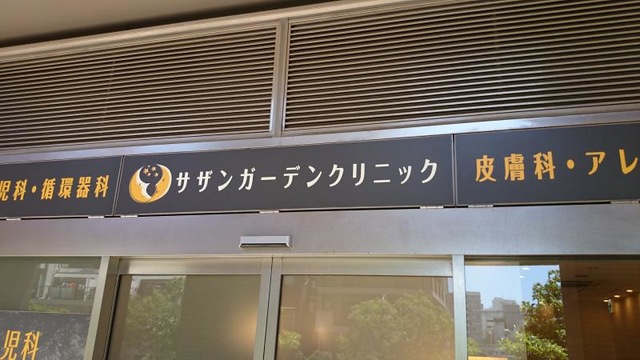 児科・循環器科
サザンガーデンクリニック
皮膚科・アレ
児科